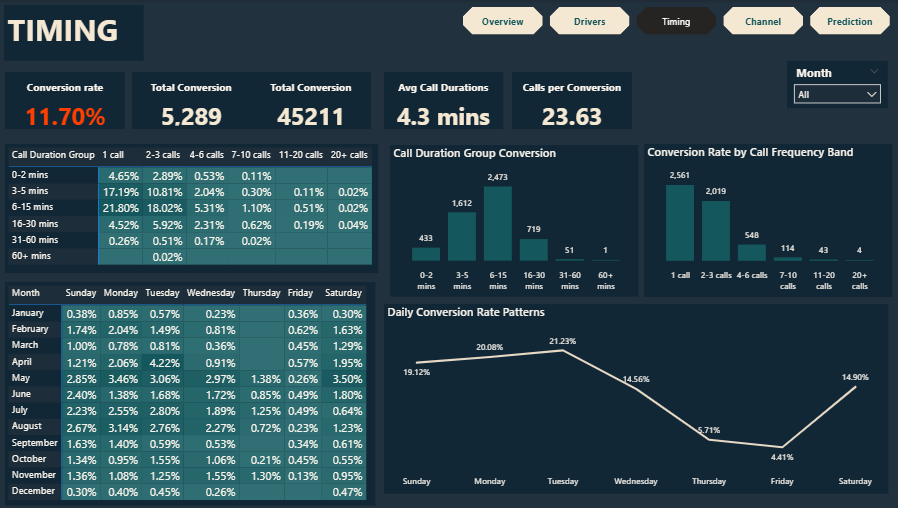 TIMING
Overview
Drivers
Timing
Channel
Prediction
Conversion rate
11.70%
Total Conversion
5,289
Total Conversion
45211
Avg Call Durations
4.3 mins
Calls per Conversion
23.63
Month
All
Call Duration Group 1 call 2-3 calls 4-6 calls 7-10 calls 11-20 calls 20+ calls
0-2 mins 4.65% 2.89% 0.53% 0.11%
3-5 mins 17.19% 10.81% 2.04% 0.30% 0.11% 0.02%
6-15 mins 21.80% 18.02% 5.31% 1.10% 0.51% 0.02%
16-30 mins 4.52% 5.92% 2.31% 0.62% 0.19% 0.04%
31-60 mins 0.26% 0.51% 0.17% 0.02%
60+ mins 0.02%
Call Duration Group Conversion
433
1,612
2,473
719
51
1
0-2 3-5 6-15 16-30 31-60 60+
mins mins mins mins mins mins
Conversion Rate by Call Frequency Band
2,561
2,019
548
114
43
4
1 call 2-3 calls 4-6 calls 7-10 11-20 20+
calls calls calls
Month Sunday Monday Tuesday Wednesday Thursday Friday Saturday
January 0.38% 0.85% 0.57% 0.23% 0.36% 0.30%
February 1.74% 2.04% 1.49% 0.81% 0.62% 1.63%
March 1.00% 0.78% 0.81% 0.36% 0.45% 1.29%
April 1.21% 2.06% 4.22% 0.91% 0.57% 1.95%
May 2.85% 3.46% 3.06% 2.97% 1.38% 0.26% 3.50%
June 2.40% 1.38% 1.68% 1.72% 0.85% 0.49% 1.80%
July 2.23% 2.55% 2.80% 1.89% 1.25% 0.49% 0.64%
August 2.67% 3.14% 2.76% 2.27% 0.72% 0.23% 1.23%
September 1.63% 1.40% 0.59% 0.53% 0.34% 0.61%
October 1.34% 0.95% 1.55% 1.06% 0.21% 0.45% 0.55%
November 1.36% 1.08% 1.25% 1.55% 1.30% 0.13% 0.95%
December 0.30% 0.40% 0.45% 0.26% 0.47%
Daily Conversion Rate Patterns
19.12%
20.08%
21.23%
14.56%
5.71%
4.41%
14.90%
Sunday Monday Tuesday Wednesday Thursday Friday Saturday